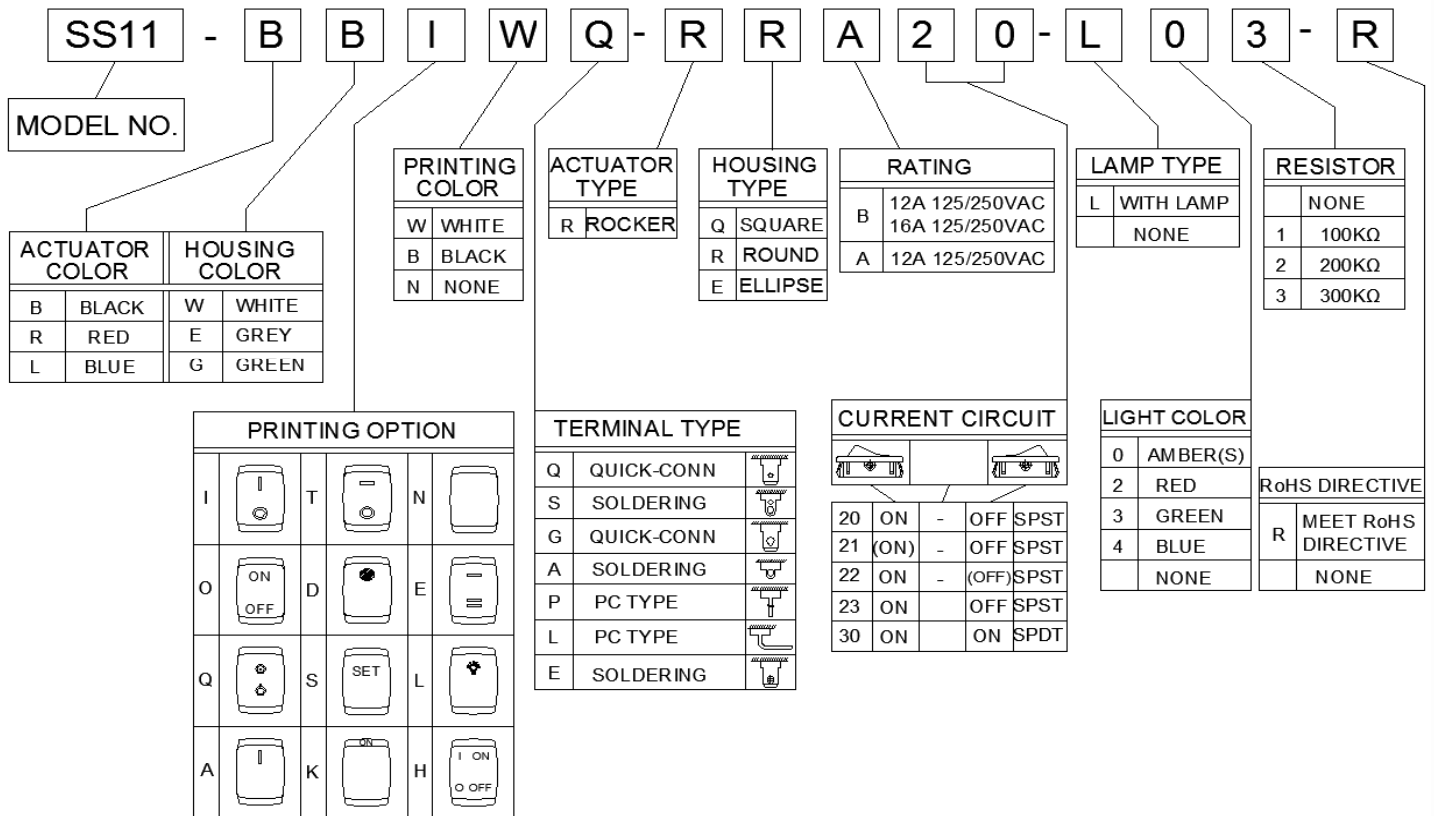 SS11 - B B I W Q - R R A 2 0 - L 0 3 - R
MODEL NO.
ACTUATOR COLOR
B BLACK
R RED
L BLUE
HOUSING COLOR
W WHITE
E GREY
G GREEN
PRINTING COLOR
W WHITE
B BLACK
N NONE
ACTUATOR TYPE
R ROCKER
HOUSING TYPE
Q SQUARE
R ROUND
E ELLIPSE
RATING
B 12A 125/250VAC
16A 125/250VAC
A 12A 125/250VAC
LAMP TYPE
L WITH LAMP
NONE
RESISTOR
NONE
1 100KΩ
2 200KΩ
3 300KΩ
PRINTING OPTION
I T N
O ON OFF D E
Q S SET L
A K ON H I ON O OFF
TERMINAL TYPE
Q QUICK-CONN
S SOLDERING
G QUICK-CONN
A SOLDERING
P PC TYPE
L PC TYPE
E SOLDERING
CURRENT CIRCUIT
20 ON - OFF SPST
21 (ON) - OFF SPST
22 ON - (OFF) SPST
23 ON OFF SPST
30 ON ON SPDT
LIGHT COLOR
0 AMBER(S)
2 RED
3 GREEN
4 BLUE
NONE
RoHS DIRECTIVE
R MEET RoHS
DIRECTIVE
NONE